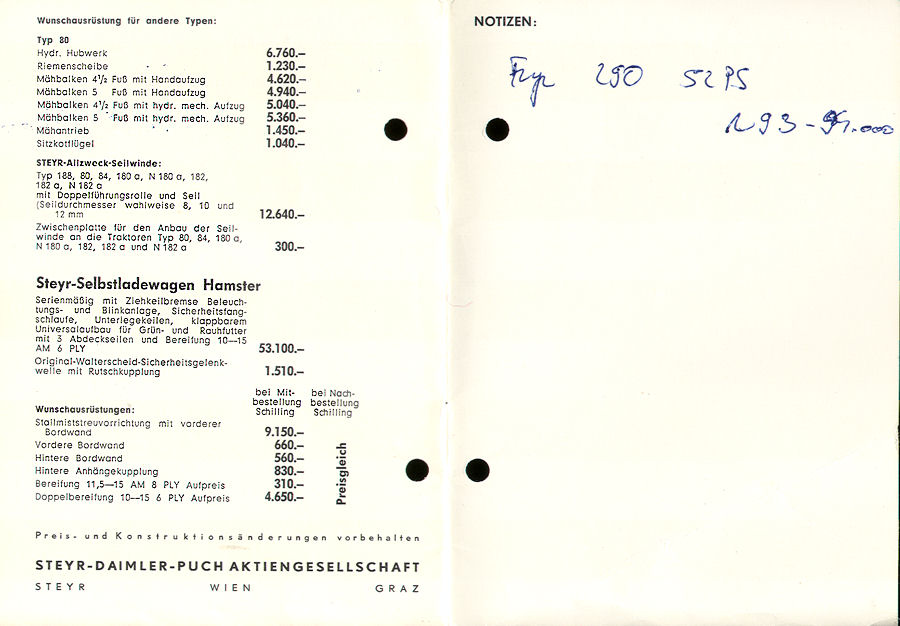 Wunschausrüstung für andere Typen:
Typ 80
Hydr. Hubwerk 6.760.—
Riemenscheibe 1.230.—
Mähbalken 4½ Fuß mit Handaufzug 4.620.—
Mähbalken 5 Fuß mit Handaufzug 4.940.—
Mähbalken 4½ Fuß mit hydr. mech. Aufzug 5.040.—
Mähbalken 5 Fuß mit hydr. mech. Aufzug 5.360.—
Mähantrieb 1.450.—
Sitzkotflügel 1.040.—
STEYR-Allzweck-Seilwinde:
Typ 188, 80, 84, 180 a, N 180 a, 182,
182 a, N 182 a
mit Doppelführungsrolle und Seil
(Seildurchmesser wahlweise 8, 10 und
12 mm 12.640.—
Zwischenplatte für den Anbau der Seil-
winde an die Traktoren Typ 80, 84, 180 a,
N 180 a, 182, 182 a und N 182 a 300.—
Steyr-Selbstladewagen Hamster
Serienmäßig mit Ziehkeilbremse Beleuch-
tungs- und Blinkanlage, Sicherheitsfang-
schlaufe, Unterlegekeilen, klappbarem
Universalaufbau für Grün- und Rauhfutter
mit 3 Abdeckseilen und Bereifung 10—15
AM 6 PLY 53.100.—
Original-Walterscheid-Sicherheitsgelenk-
welle mit Rutschkupplung 1.510.—
bei Mit- bei Nach-
bestellung bestellung
Wunschausrüstungen: Schilling Schilling
Stallmiststreuvorrichtung mit vorderer
Bordwand 9.150.—
Vordere Bordwand 660.—
Hintere Bordwand 560.—
Hintere Anhängekupplung 830.—
Bereifung 11,5—15 AM 8 PLY Aufpreis 310.—
Doppelbereifung 10—15 6 PLY Aufpreis 4.650.—
Preisgleich
Preis- und Konstruktionsänderungen vorbehalten
STEYR-DAIMLER-PUCH AKTIENGESELLSCHAFT
STEYR WIEN GRAZ
NOTIZEN:
290 52 PS
93 -